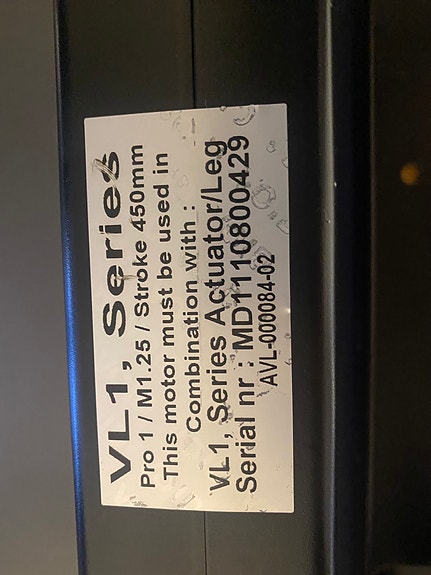 VL1, Series
Pro 1 / M1.25 / Stroke 450mm
This motor must be used in
Combination with :
VL1, Series Actuator/Leg
Serial nr : MD1110800429
AVL-000084-02